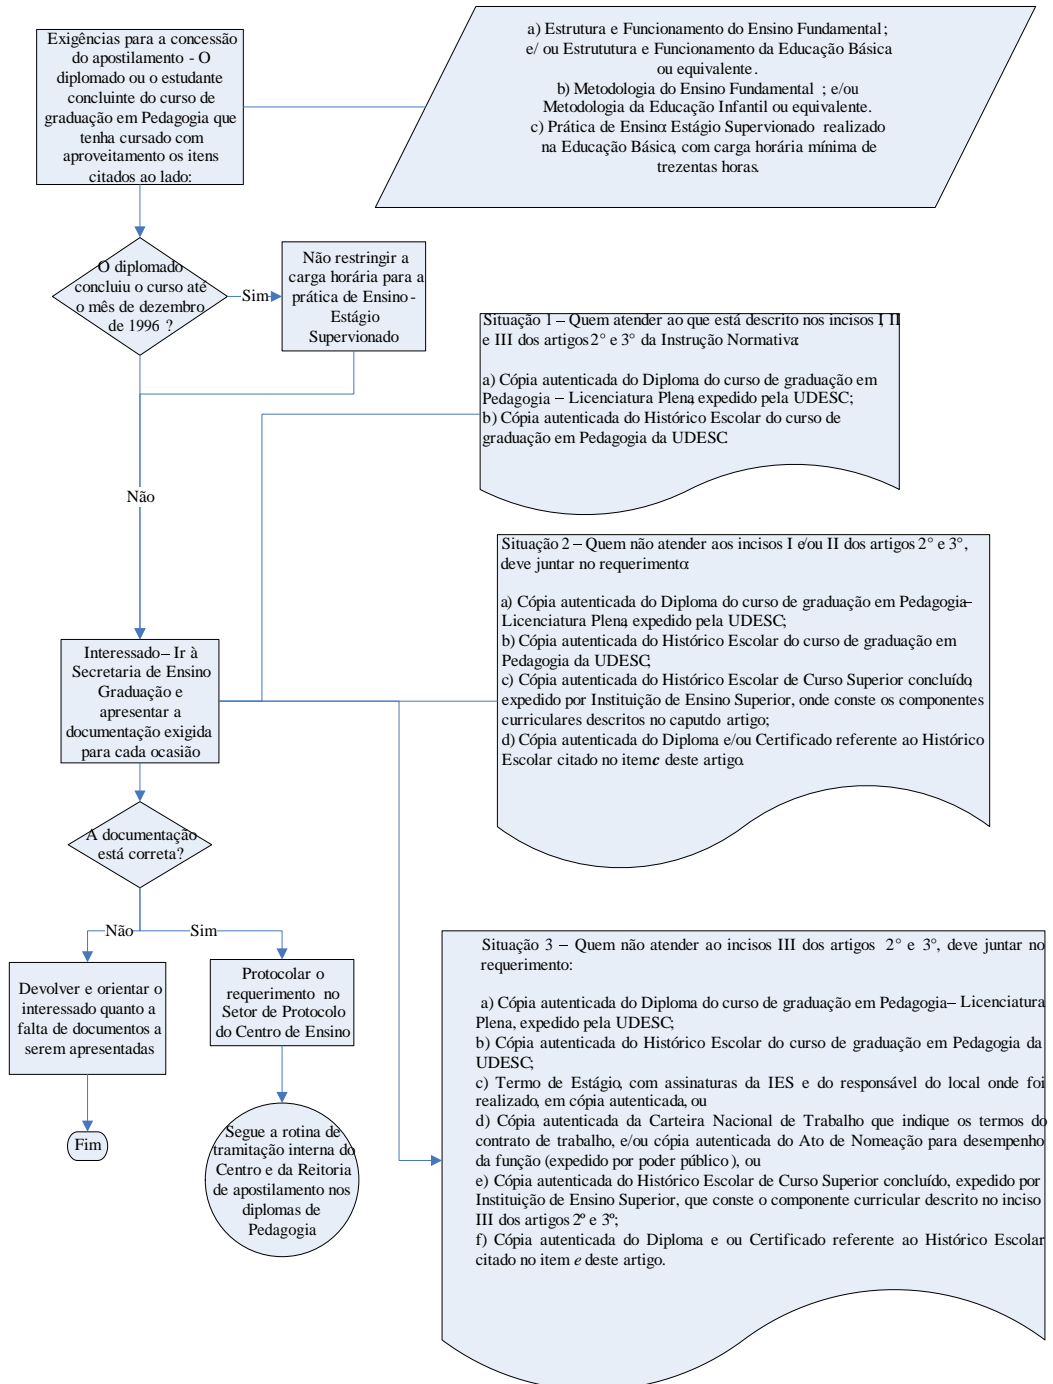 Exigências para a concessão
do apostilamento - O
diplomado ou o estudante
concluinte do curso de
graduação em Pedagogia que
tenha cursado com
aproveitamento os itens
citados ao lado:
a) Estrutura e Funcionamento do Ensino Fundamental;
e/ ou Estrututura e Funcionamento da Educação Básica
ou equivalente.
b) Metodologia do Ensino Fundamental ; e/ou
Metodologia da Educação Infantil ou equivalente.
c) Prática de Ensino: Estágio Supervionado realizado
na Educação Básica, com carga horária mínima de
trezentas horas.
O diplomado
concluiu o curso até
o mês de dezembro
de 1996 ?
Sim
Não restringir a
carga horária para a
prática de Ensino -
Estágio
Supervionado
Não
Situação 1 – Quem atender ao que está descrito nos incisos I, II
e III dos artigos 2° e 3° da Instrução Normativa:
a) Cópia autenticada do Diploma do curso de graduação em
Pedagogia – Licenciatura Plena, expedido pela UDESC;
b) Cópia autenticada do Histórico Escolar do curso de
graduação em Pedagogia da UDESC.
Situação 2 – Quem não atender aos incisos I e/ou II dos artigos 2° e 3°,
deve juntar no requerimento:
a) Cópia autenticada do Diploma do curso de graduação em Pedagogia–
Licenciatura Plena, expedido pela UDESC;
b) Cópia autenticada do Histórico Escolar do curso de graduação em
Pedagogia da UDESC;
c) Cópia autenticada do Histórico Escolar de Curso Superior concluído,
expedido por Instituição de Ensino Superior, onde conste os componentes
curriculares descritos no caput do artigo;
d) Cópia autenticada do Diploma e/ou Certificado referente ao Histórico
Escolar citado no item c deste artigo.
Interessado– Ir à
Secretaria de Ensino
Graduação e
apresentar a
documentação exigida
para cada ocasião
A documentação
está correta?
Não
Sim
Devolver e orientar o
interessado quanto a
falta de documentos a
serem apresentadas
Fim
Protocolar o
requerimento no
Setor de Protocolo
do Centro de Ensino
Segue a rotina de
tramitação interna do
Centro e da Reitoria
de apostilamento nos
diplomas de
Pedagogia
Situação 3 – Quem não atender ao incisos III dos artigos 2° e 3°, deve juntar no
requerimento:
a) Cópia autenticada do Diploma do curso de graduação em Pedagogia– Licenciatura
Plena, expedido pela UDESC;
b) Cópia autenticada do Histórico Escolar do curso de graduação em Pedagogia da
UDESC;
c) Termo de Estágio, com assinaturas da IES e do responsável do local onde foi
realizado, em cópia autenticada, ou
d) Cópia autenticada da Carteira Nacional de Trabalho que indique os termos do
contrato de trabalho, e/ou cópia autenticada do Ato de Nomeação para desempenho
da função (expedido por poder público), ou
e) Cópia autenticada do Histórico Escolar de Curso Superior concluído, expedido por
Instituição de Ensino Superior, que conste o componente curricular descrito no inciso
III dos artigos 2º e 3º;
f) Cópia autenticada do Diploma e ou Certificado referente ao Histórico Escolar
citado no item e deste artigo.